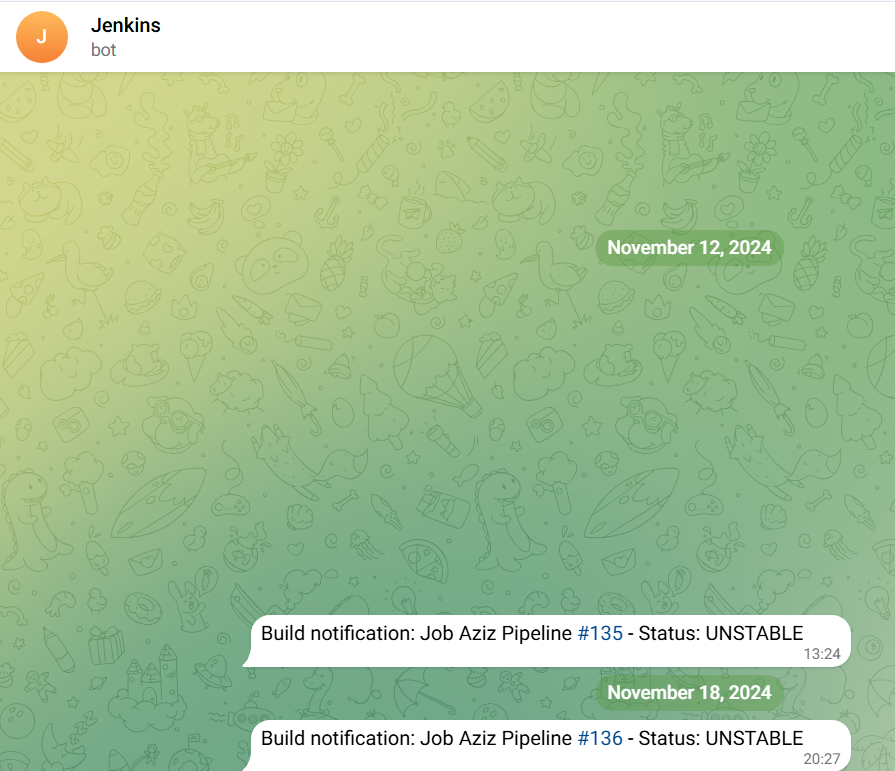 J
Jenkins
bot
November 12, 2024
Build notification: Job Aziz Pipeline #135 - Status: UNSTABLE
13:24
November 18, 2024
Build notification: Job Aziz Pipeline #136 - Status: UNSTABLE
20:27